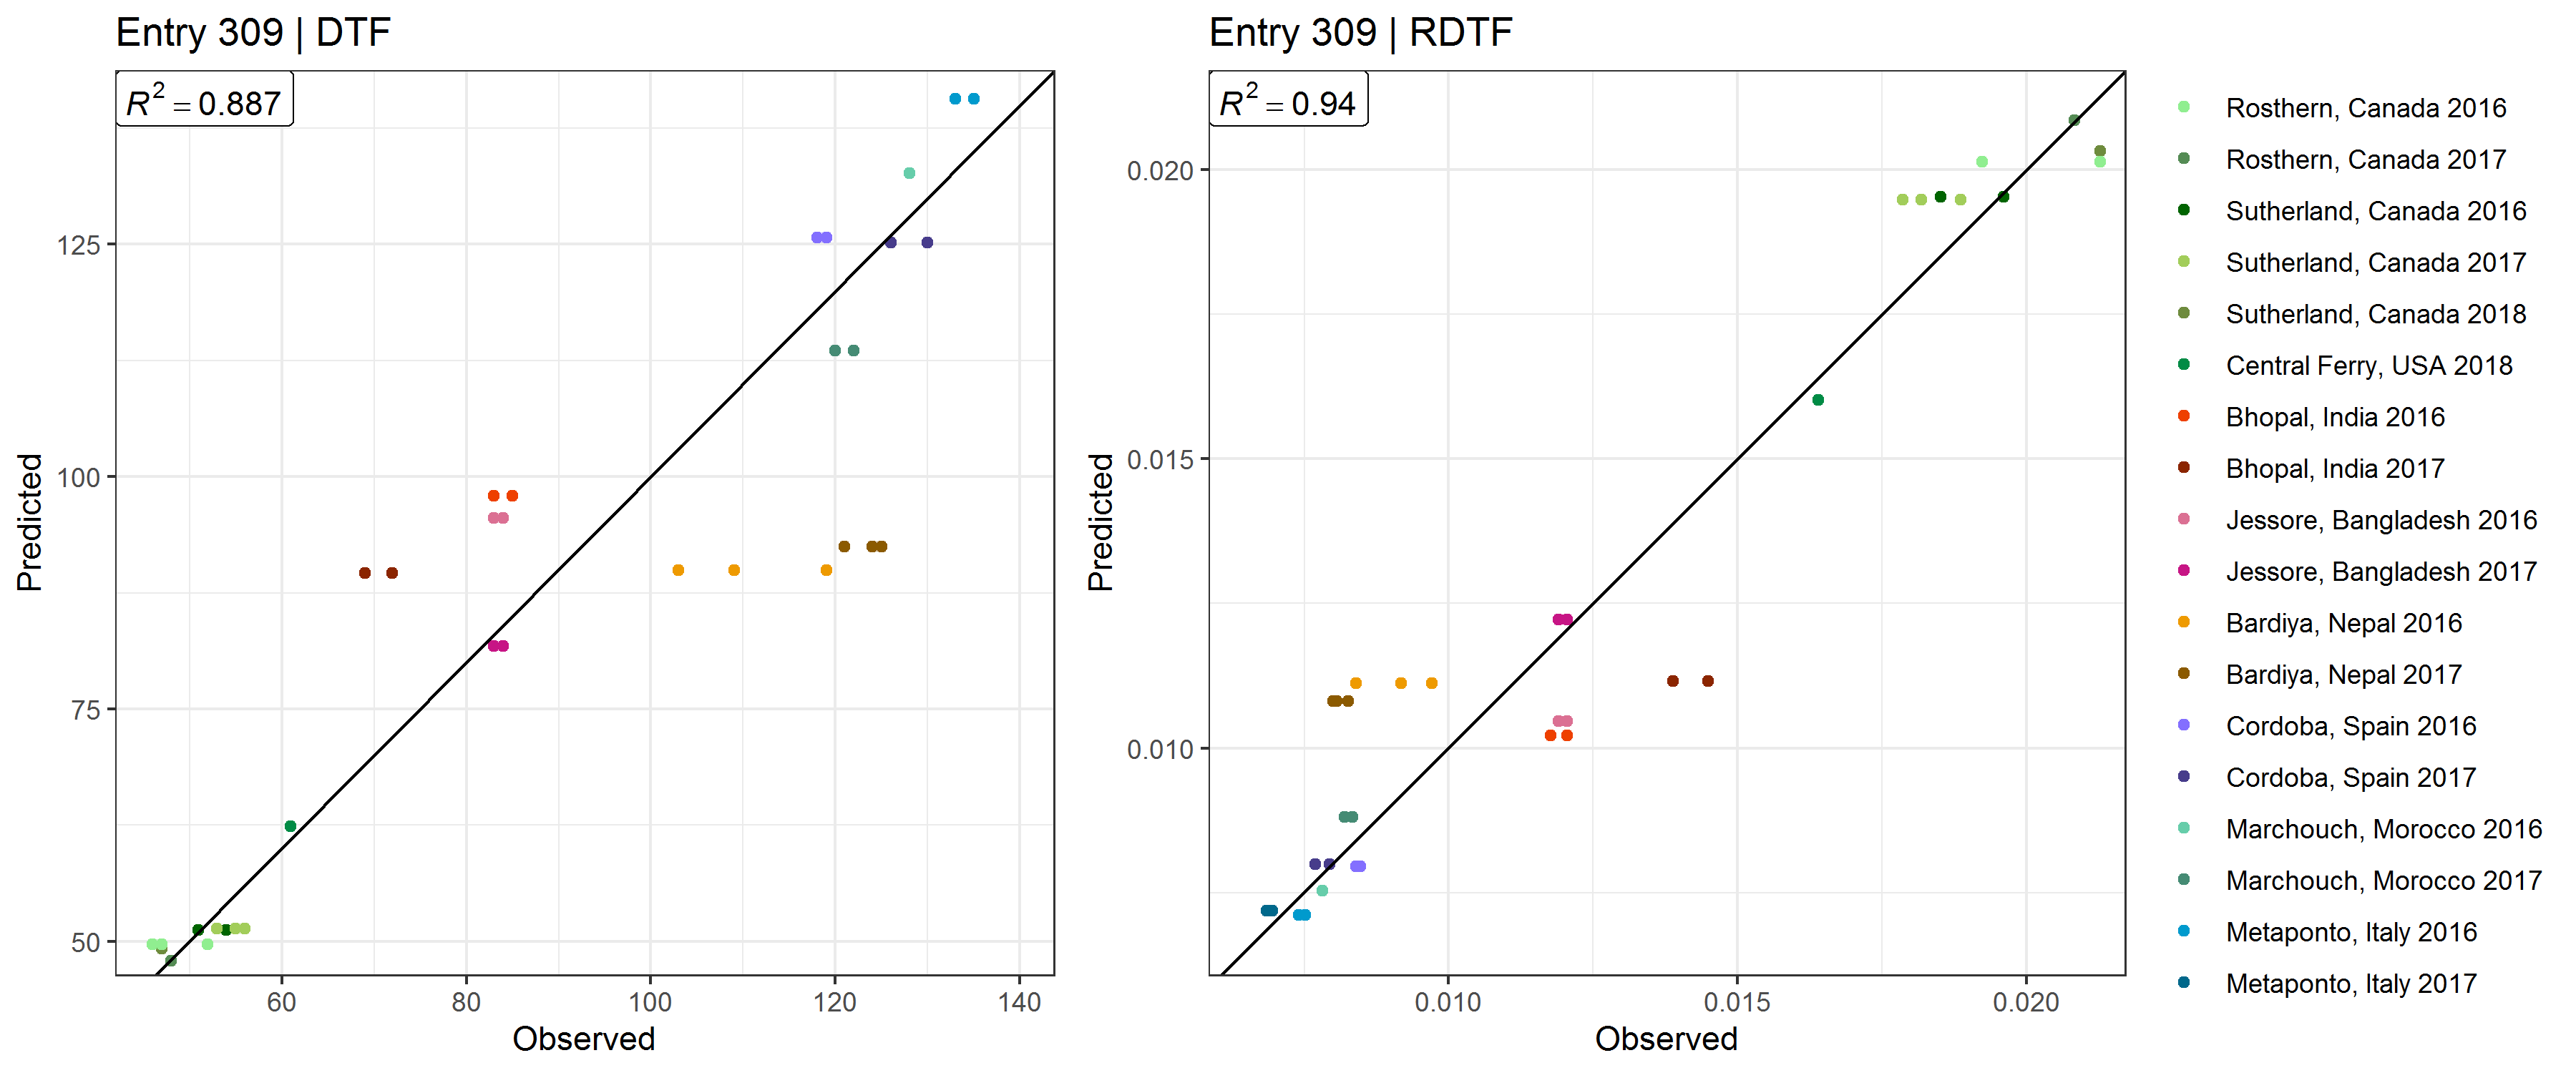 Entry 309 | DTF
R² = 0.887
125
100
75
50
Predicted
60 80 100 120 140
Observed
Entry 309 | RDTF
R² = 0.94
0.020
0.015
0.010
Predicted
0.010 0.015 0.020
Observed
Rosthern, Canada 2016
Rosthern, Canada 2017
Sutherland, Canada 2016
Sutherland, Canada 2017
Sutherland, Canada 2018
Central Ferry, USA 2018
Bhopal, India 2016
Bhopal, India 2017
Jessore, Bangladesh 2016
Jessore, Bangladesh 2017
Bardiya, Nepal 2016
Bardiya, Nepal 2017
Cordoba, Spain 2016
Cordoba, Spain 2017
Marchouch, Morocco 2016
Marchouch, Morocco 2017
Metaponto, Italy 2016
Metaponto, Italy 2017